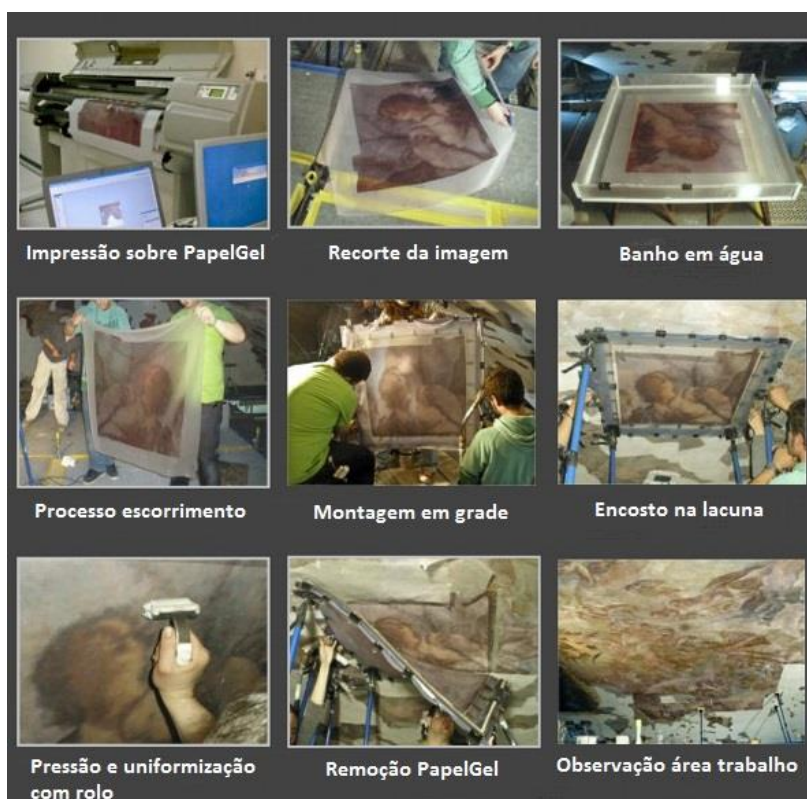 Impressão sobre PapelGel
Recorte da imagem
Banho em água
Processo escorrimento
Montagem em grade
Encosto na lacuna
Pressão e uniformização
com rolo
Remoção PapelGel
Observação área trabalho